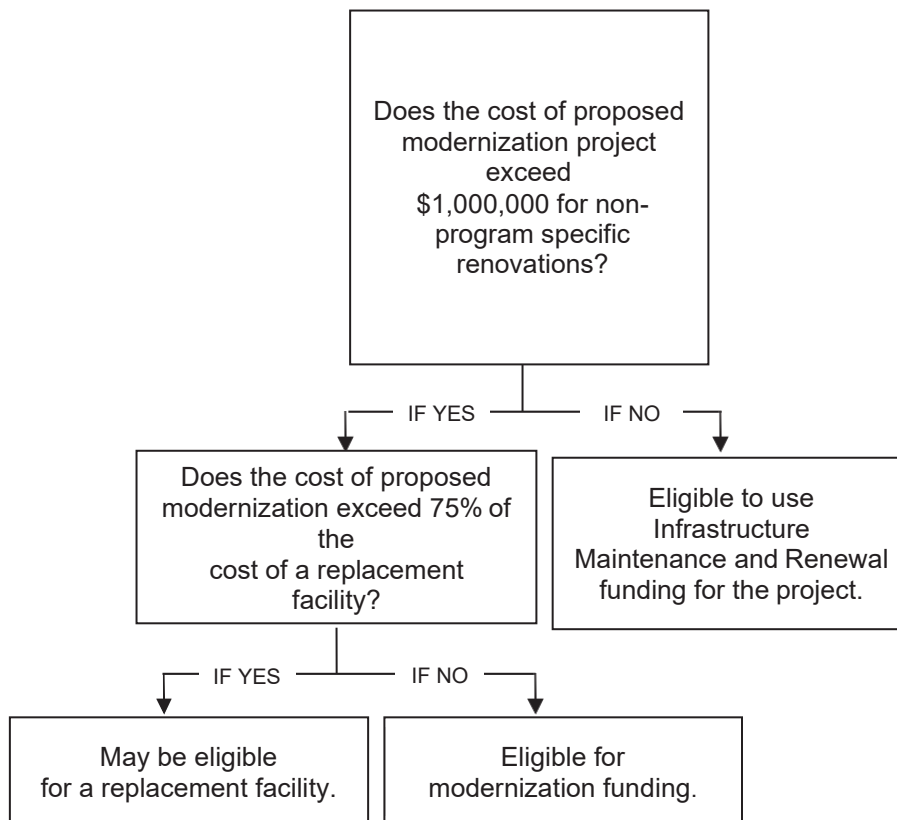 Does the cost of proposed
modernization project
exceed
$1,000,000 for non-
program specific
renovations?
IF YES
IF NO
Does the cost of proposed
modernization exceed 75% of
the
cost of a replacement
facility?
Eligible to use
Infrastructure
Maintenance and Renewal
funding for the project.
IF YES
IF NO
May be eligible
for a replacement facility.
Eligible for
modernization funding.